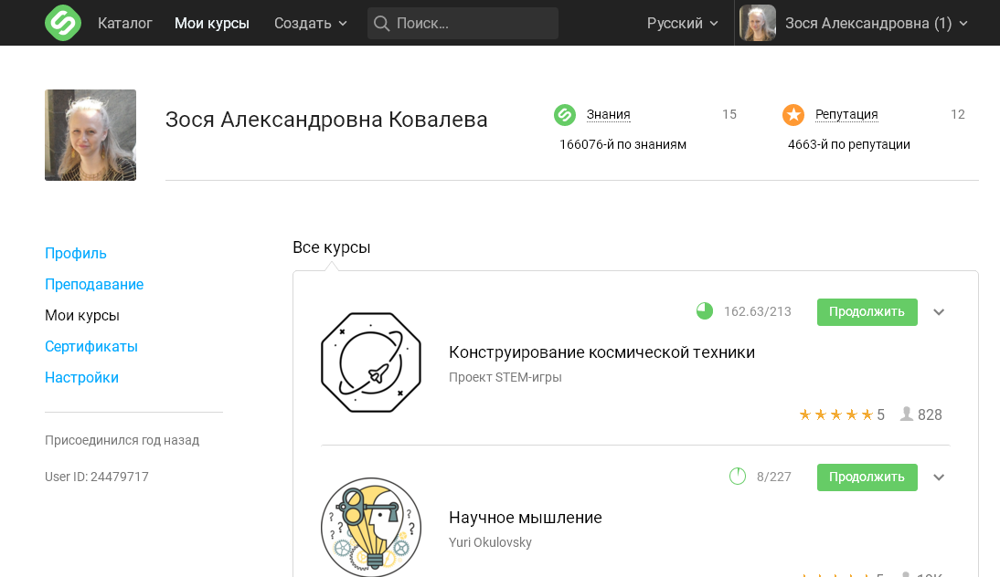 Каталог Мои курсы Создать Поиск... Русский Зося Александровна (1)
Зося Александровна Ковалева
Знания 15
166076-й по знаниям
Репутация 12
4663-й по репутации
Профиль
Преподавание
Мои курсы
Сертификаты
Настройки
Присоединился год назад
User ID: 24479717
Все курсы
162.63/213 Продолжить
Конструирование космической техники
Проект STEM-игры
5 828
8/227 Продолжить
Научное мышление
Yuri Okulovsky